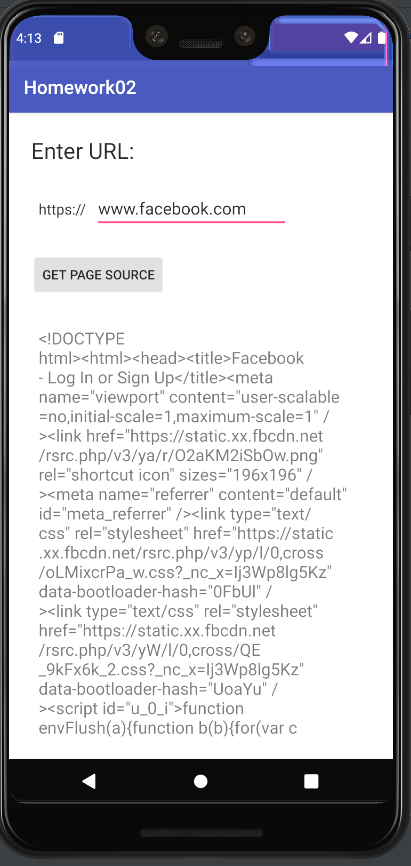 4:13
Homework02
Enter URL:
https:// www.facebook.com
GET PAGE SOURCE
<!DOCTYPE
html><html><head><title>Facebook
- Log In or Sign Up</title><meta
name="viewport" content="user-scalable
=no,initial-scale=1,maximum-scale=1" /
><link href="https://static.xx.fbcdn.net
/rsrc.php/v3/ya/r/O2aKM2iSbOw.png"
rel="shortcut icon" sizes="196x196" /
><meta name="referrer" content="default"
id="meta_referrer" /><link type="text/
css" rel="stylesheet" href="https://static
.xx.fbcdn.net/rsrc.php/v3/yp/l/0,cross
/oLMixcrPa_w.css?_nc_x=Ij3Wp8lg5Kz"
data-bootloader-hash="0FbUl" /
><link type="text/css" rel="stylesheet"
href="https://static.xx.fbcdn.net
/rsrc.php/v3/yW/l/0,cross/QE
_9kFx6k_2.css?_nc_x=Ij3Wp8lg5Kz"
data-bootloader-hash="UoaYu" /
><script id="u_0_i">function
envFlush(a){function b(b){for(var c